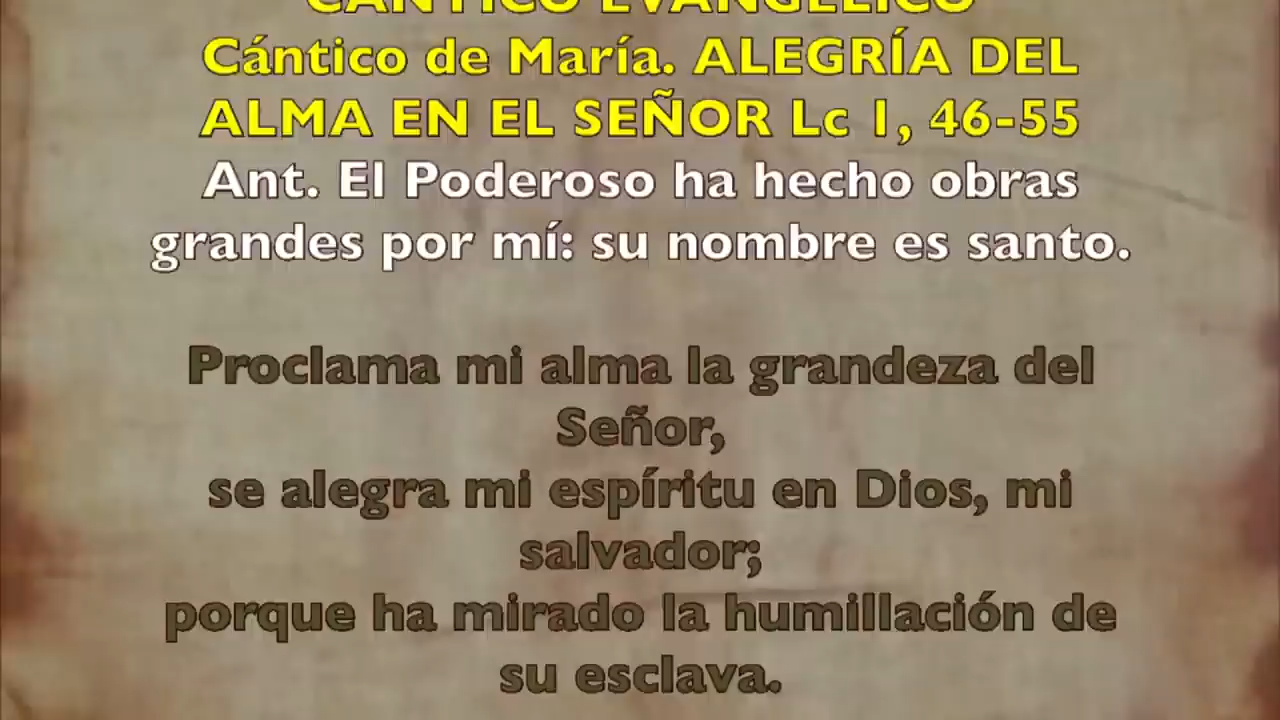 CÁNTICO EVANGÉLICO
Cántico de María. ALEGRÍA DEL
ALMA EN EL SEÑOR Lc 1, 46-55
Ant. El Poderoso ha hecho obras
grandes por mí: su nombre es santo.
Proclama mi alma la grandeza del
Señor,
se alegra mi espíritu en Dios, mi
salvador;
porque ha mirado la humillación de
su esclava.